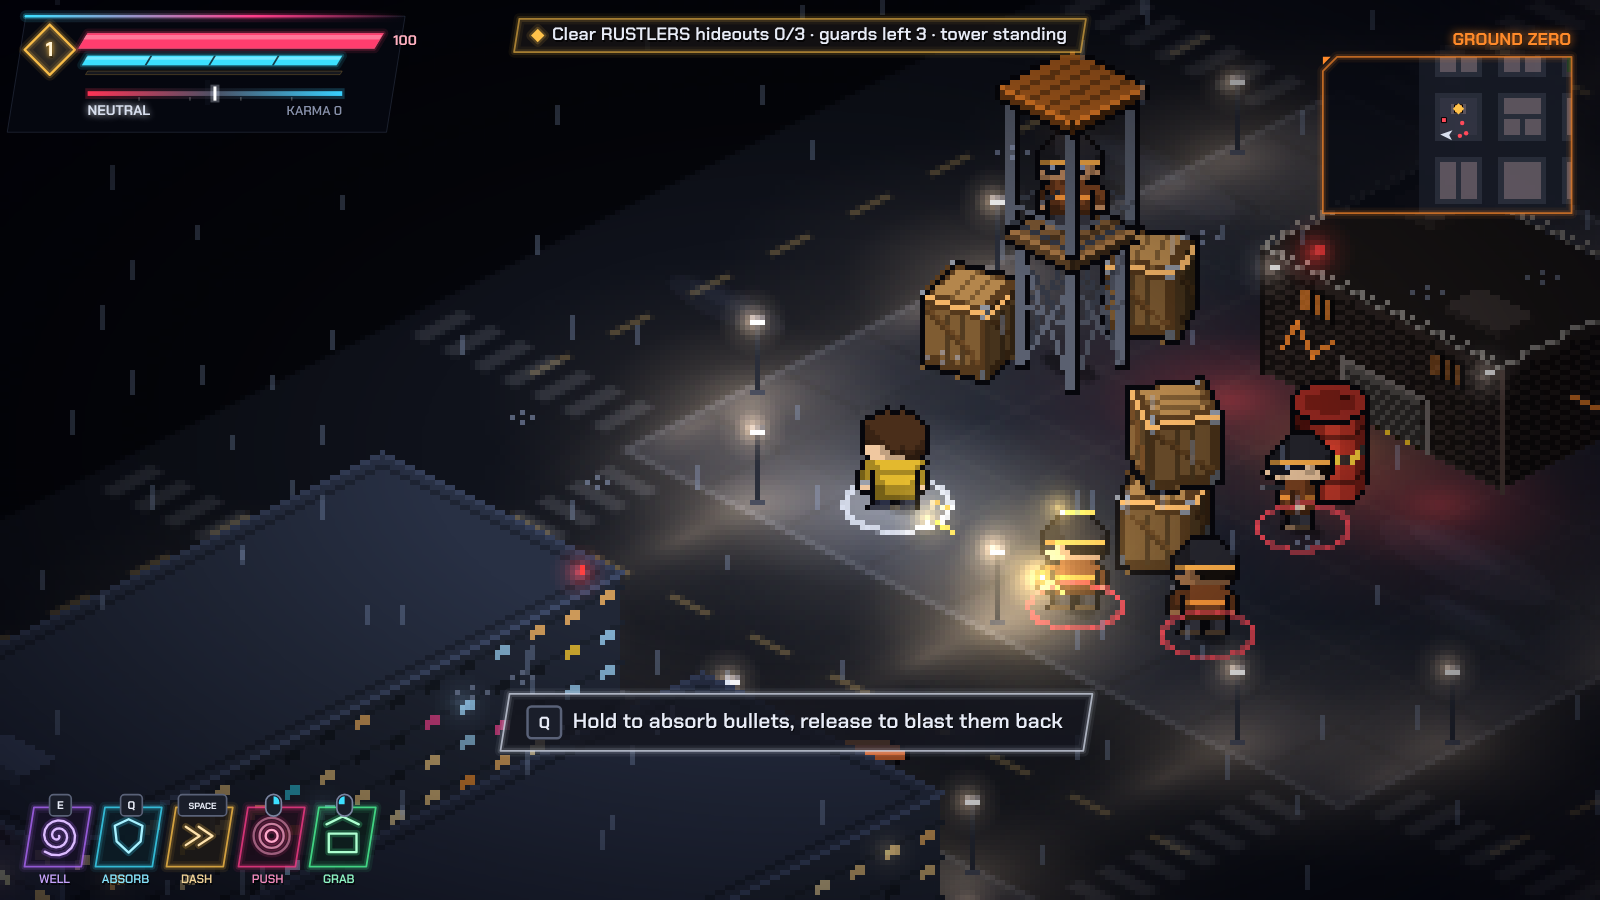 1
100
NEUTRAL
KARMA 0
Clear RUSTLERS hideouts 0/3 · guards left 3 · tower standing
GROUND ZERO
Q Hold to absorb bullets, release to blast them back
E
Q
SPACE
WELL
ABSORB
DASH
PUSH
GRAB